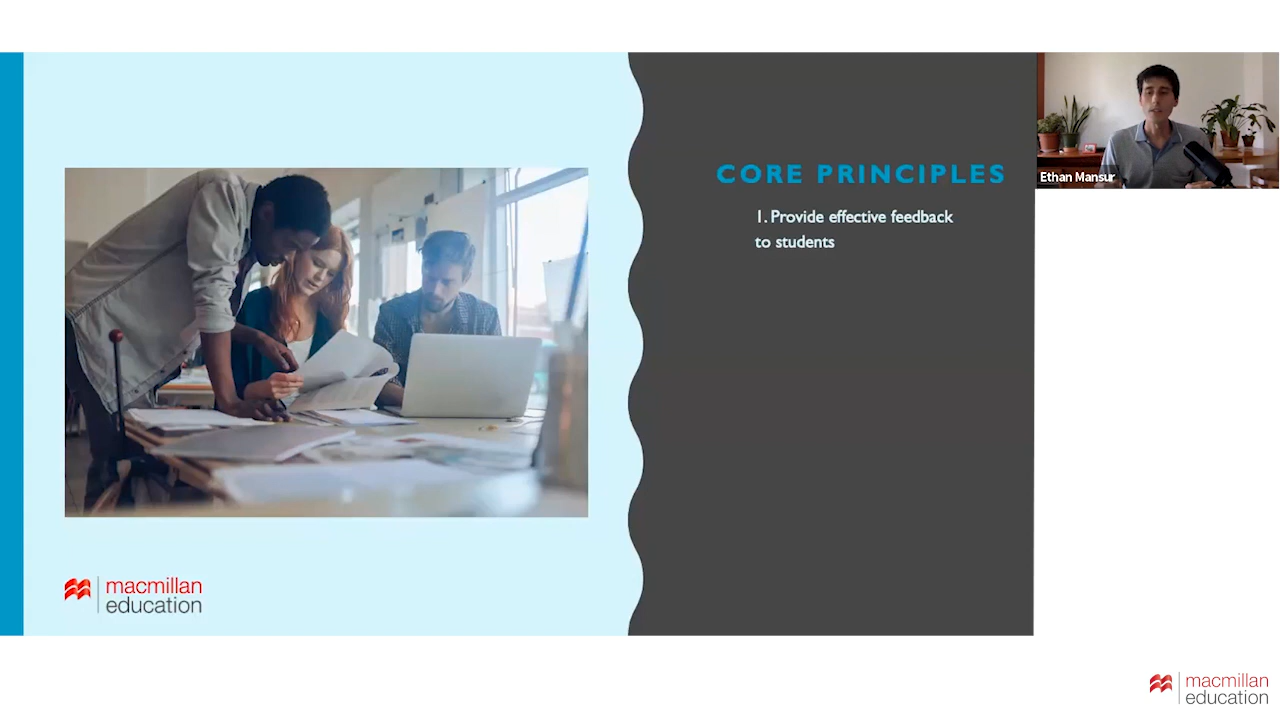 CORE PRINCIPLES
1. Provide effective feedback
to students
Ethan Mansur
macmillan
education
macmillan
education